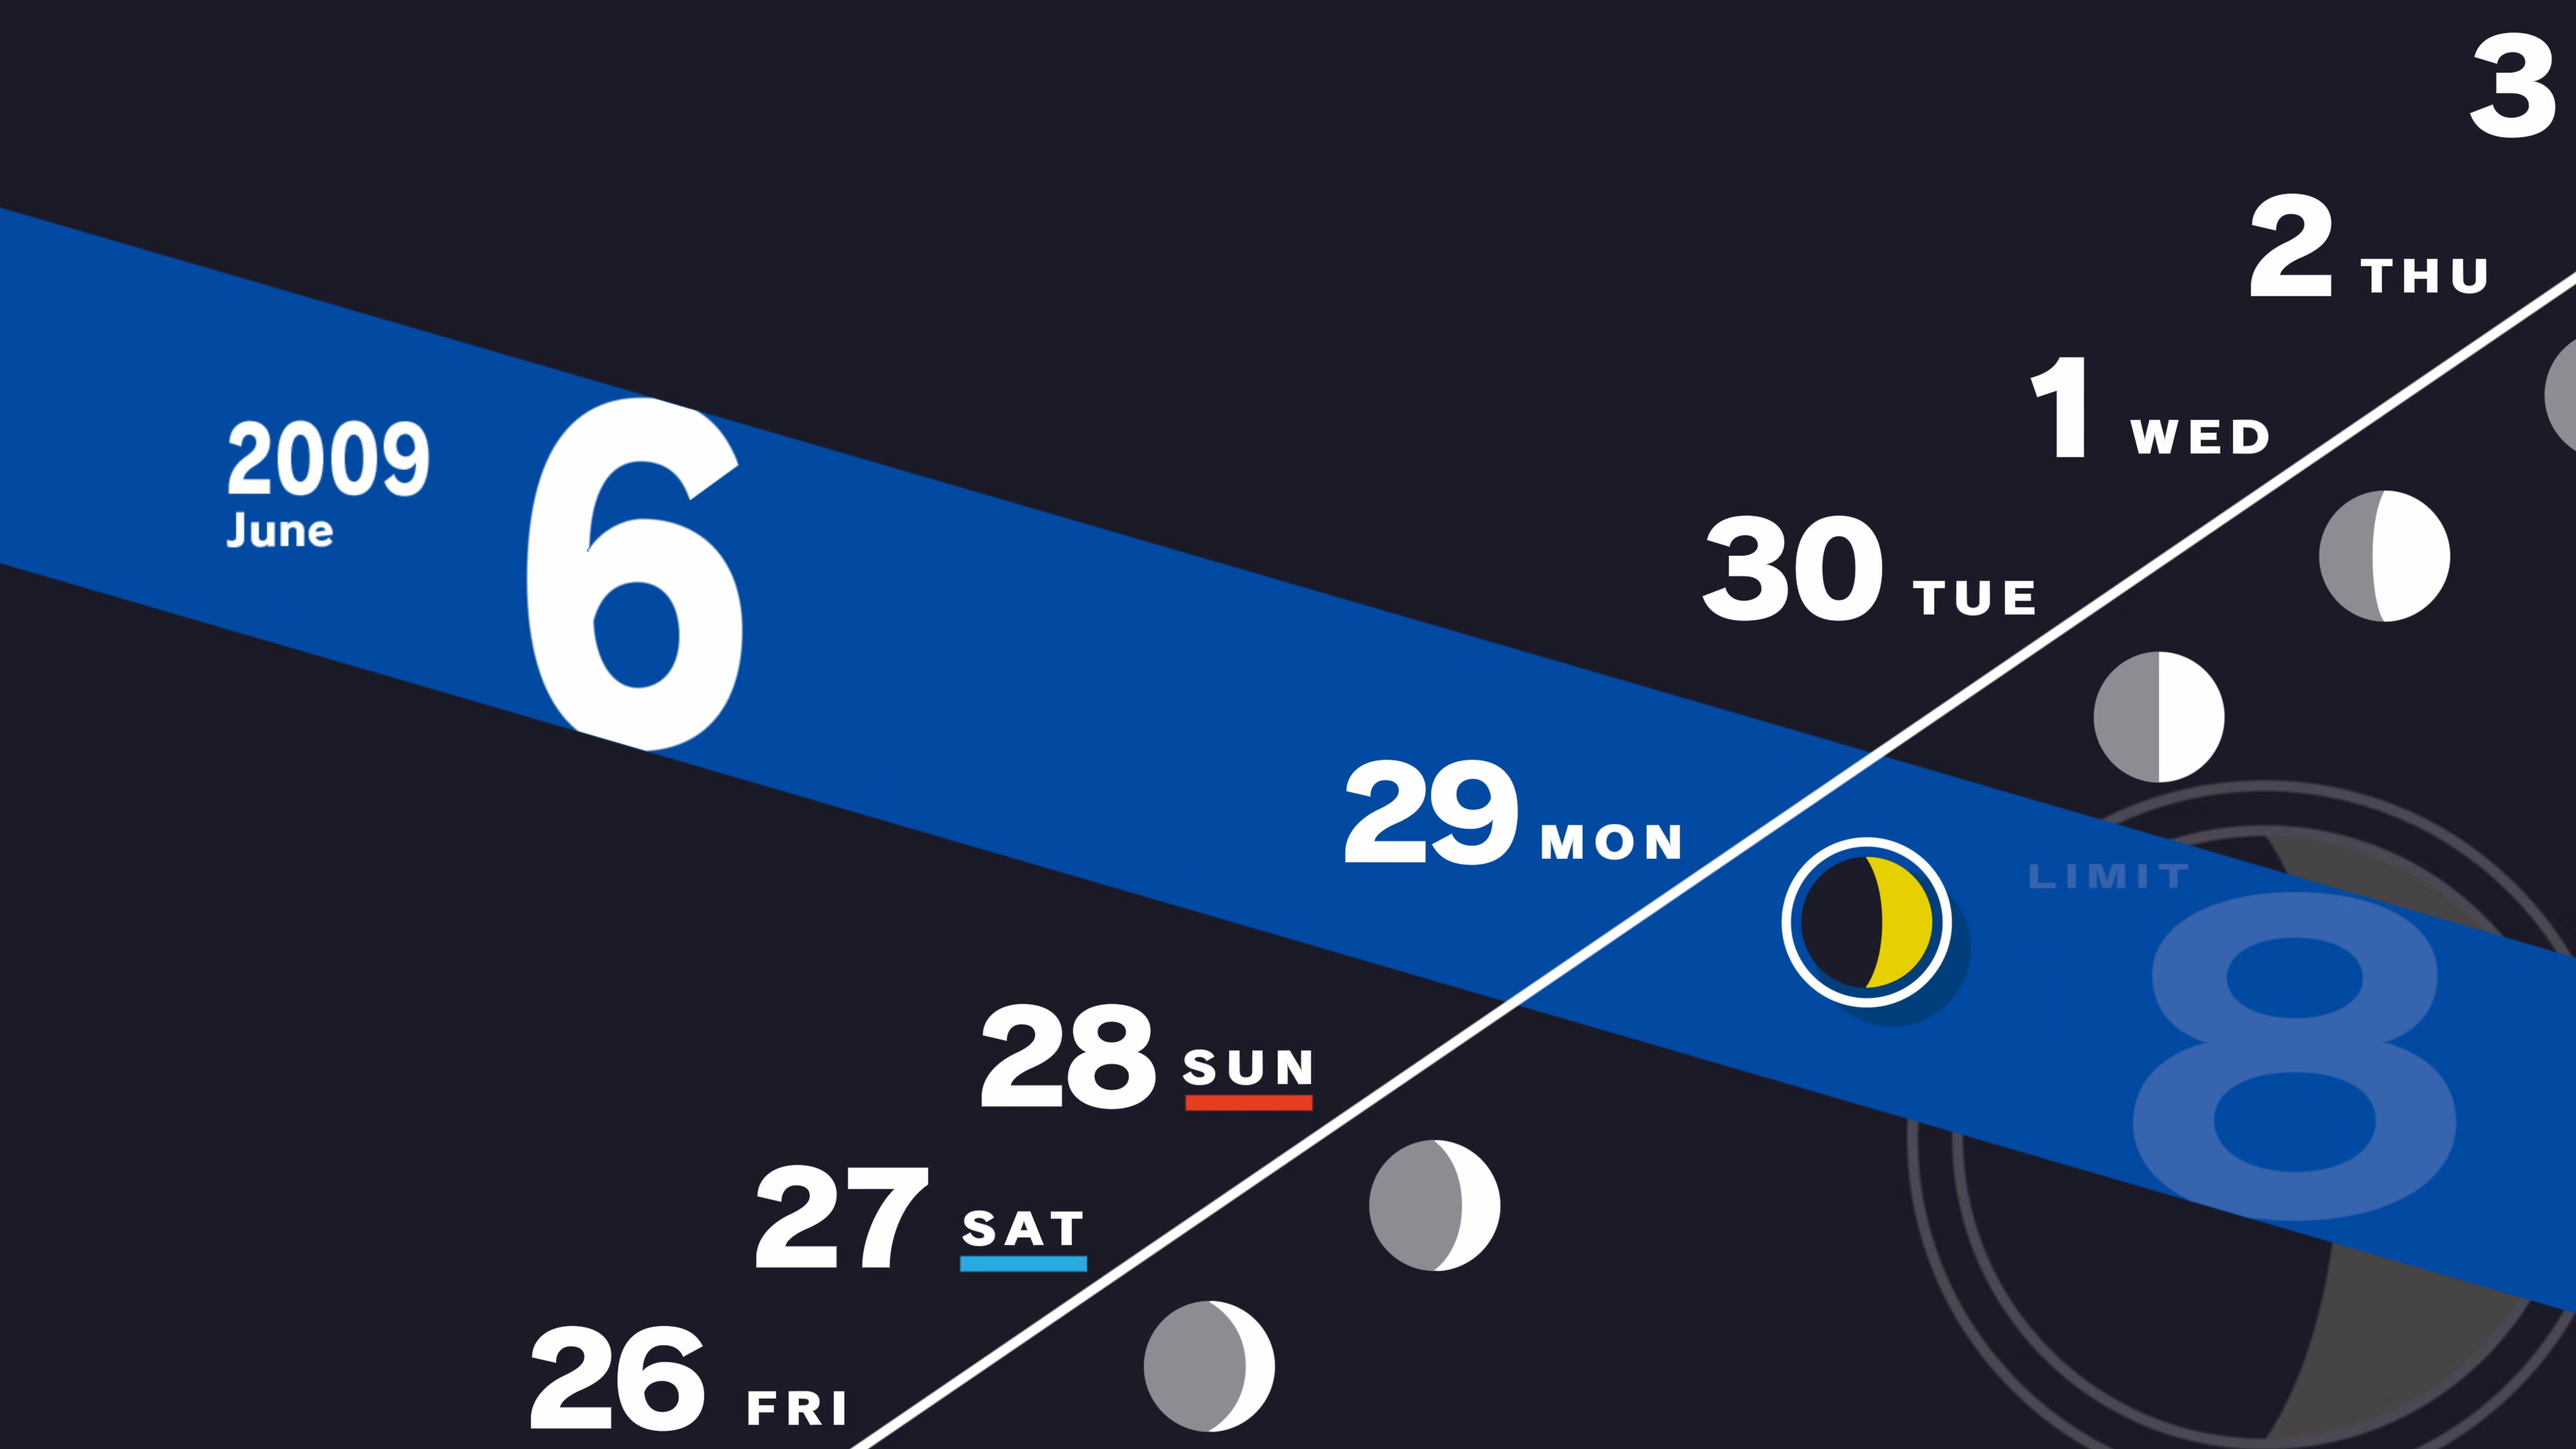 3
2 THU
1 WED
30 TUE
2009
June
6
29 MON
LIMIT
8
28 SUN
27 SAT
26 FRI